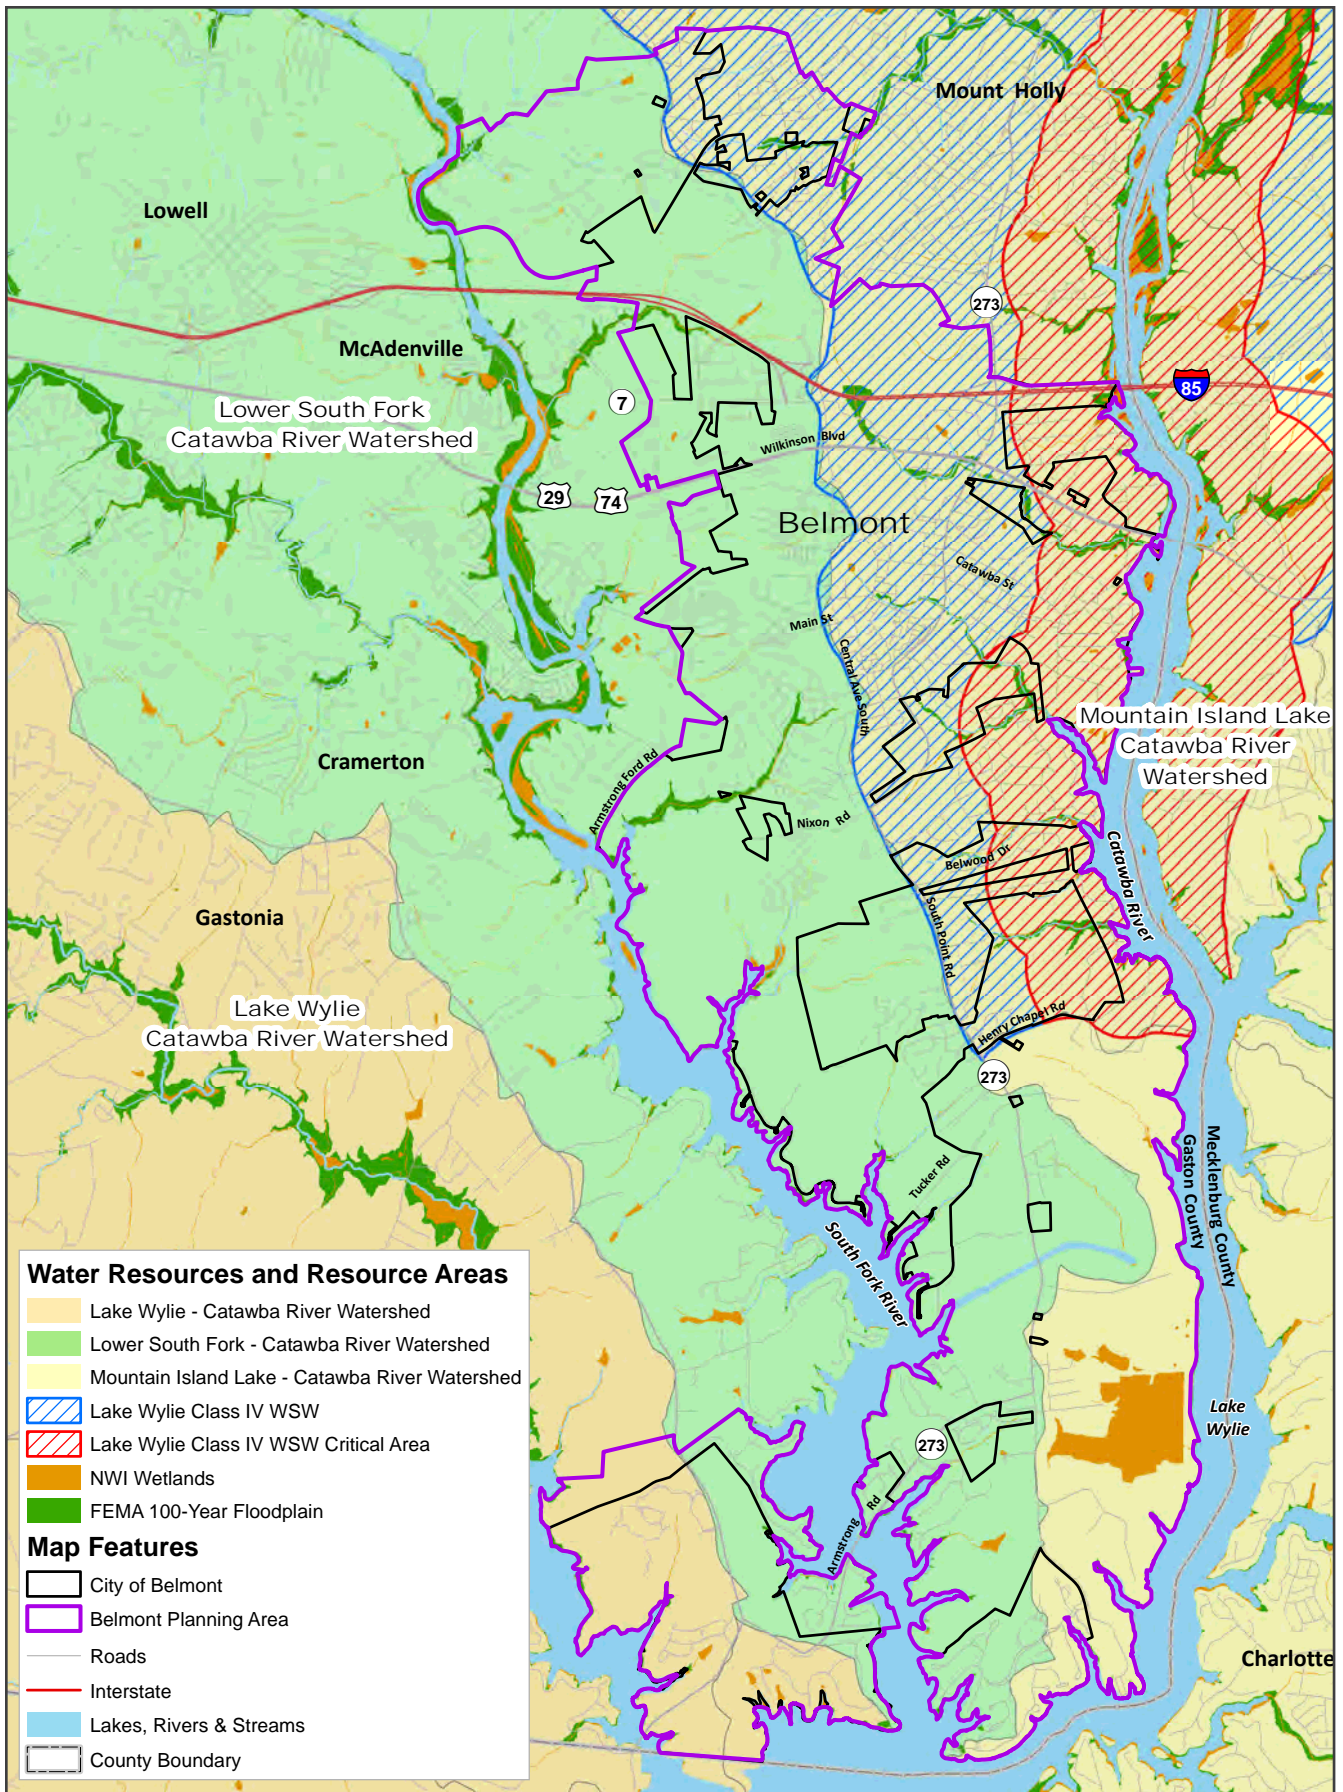 Mount Holly
Lowell
273
McAdenville
85
7
Lower South Fork
Catawba River Watershed
Wilkinson Blvd
29
74
Belmont
Catawba St
Main St
Central Ave South
Mountain Island Lake
Catawba River
Watershed
Cramerton
Armstrong Ford Rd
Nixon Rd
Belwood Dr
Catawba River
Gastonia
South Point Rd
Lake Wylie
Catawba River Watershed
Henry Chapel Rd
273
Mecklenburg County
Gaston County
Tucker Rd
South Fork River
Lake
Wylie
273
Armstrong Rd
273
Charlotte
Water Resources and Resource Areas
Lake Wylie - Catawba River Watershed
Lower South Fork - Catawba River Watershed
Mountain Island Lake - Catawba River Watershed
Lake Wylie Class IV WSW
Lake Wylie Class IV WSW Critical Area
NWI Wetlands
FEMA 100-Year Floodplain
Map Features
City of Belmont
Belmont Planning Area
Roads
Interstate
Lakes, Rivers & Streams
County Boundary